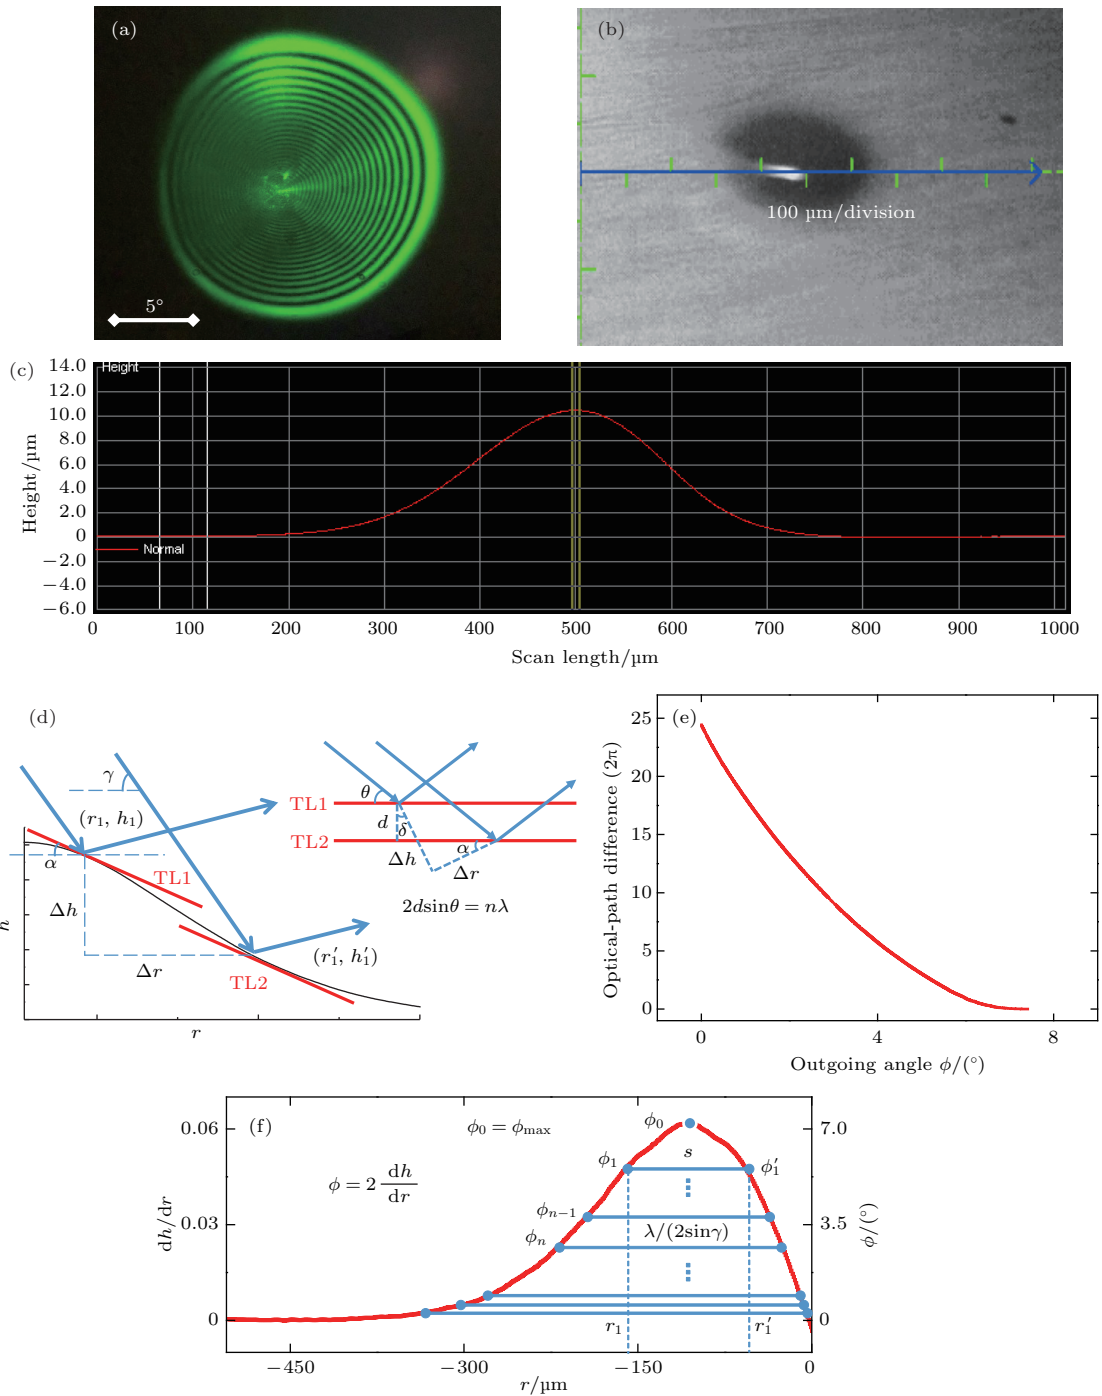 (a)
5°
(b)
100 μm/division
(c)
Height/μm
14.0
12.0
10.0
8.0
6.0
4.0
2.0
0
−2.0
−4.0
−6.0
Height
Normal
0 100 200 300 400 500 600 700 800 900 1000
Scan length/μm
(d)
γ
(r₁, h₁)
α
TL1
Δh
Δr
TL2
(r₁′, h₁′)
h
r
θ
TL1
d
δ
TL2
α
Δh
Δr
2dsinθ = nλ
(e)
Optical-path difference (2π)
25
20
15
10
5
0
0 4 8
Outgoing angle ϕ/(°)
(f)
ϕ₀ = ϕmax
ϕ₀
ϕ₁
s
ϕ₁′
ϕ = 2 dh/dr
ϕₙ₋₁
ϕₙ
λ/(2sinγ)
r₁
r₁′
dh/dr
0.06
0.03
0
7.0
3.5
0
ϕ/(°)
−450 −300 −150 0
r/μm